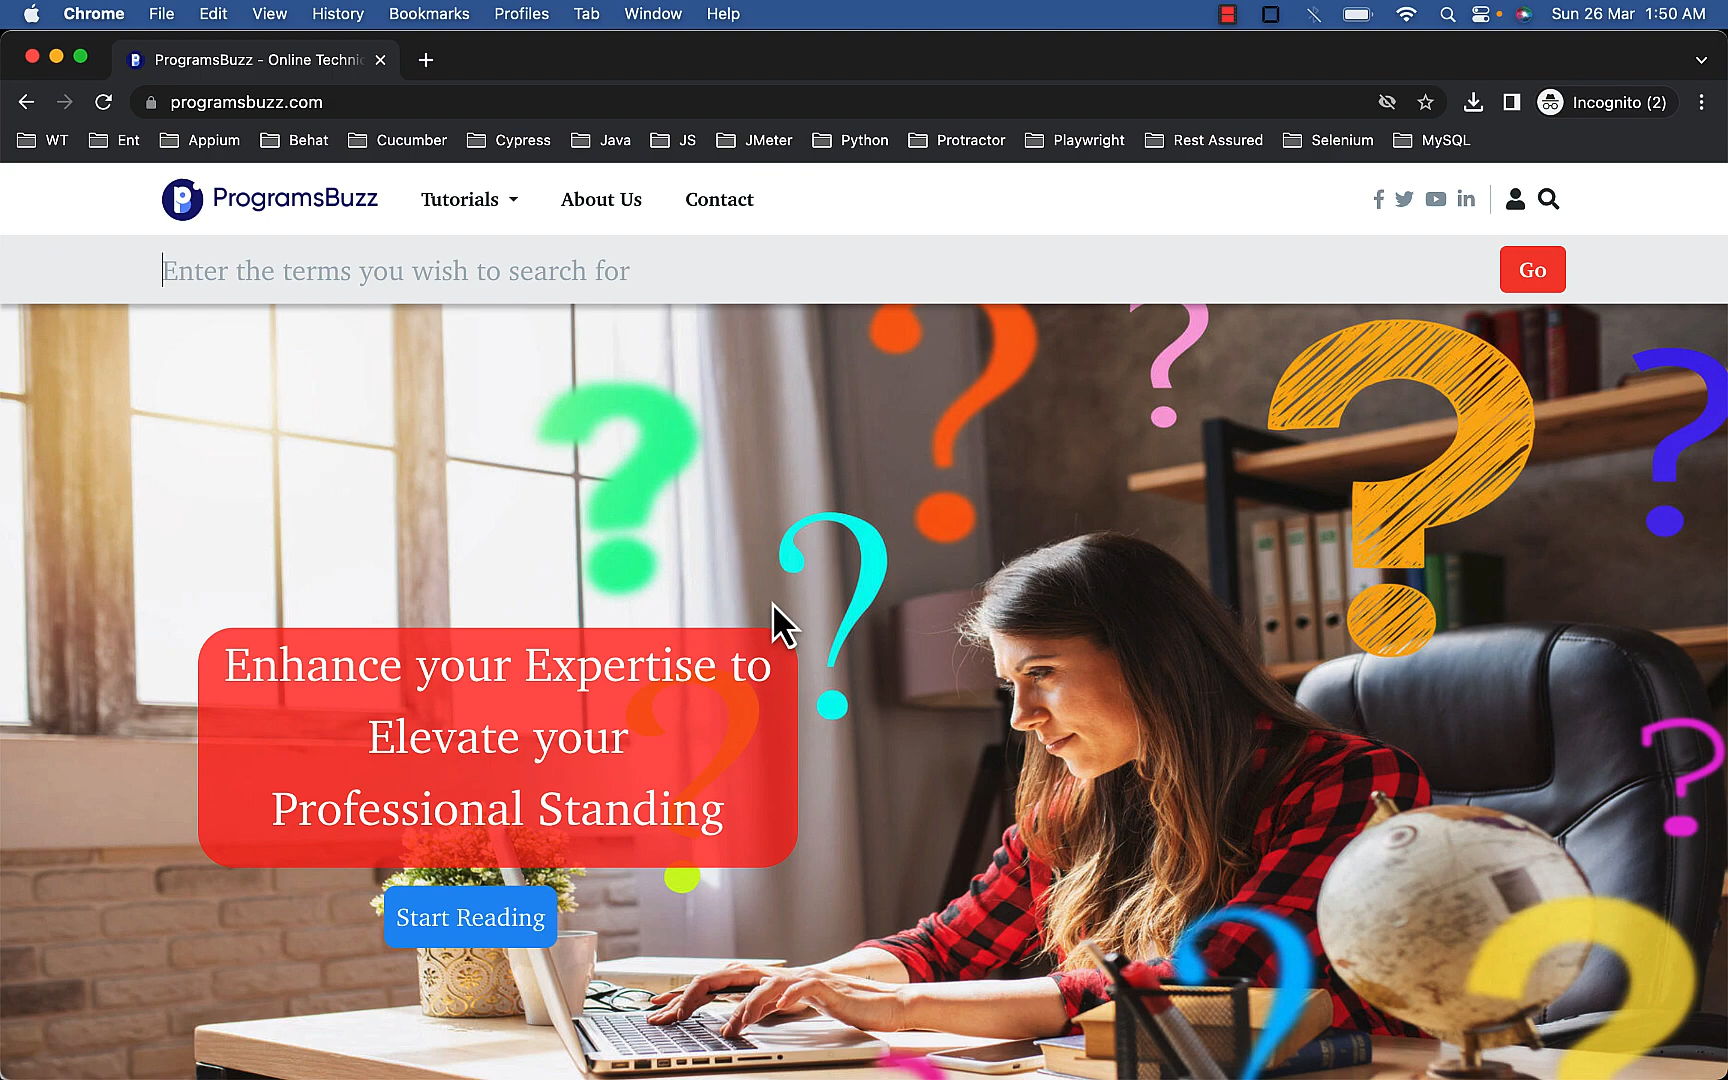 Chrome File Edit View History Bookmarks Profiles Tab Window Help Sun 26 Mar 1:50 AM
ProgramsBuzz - Online Techni
programsbuzz.com Incognito (2)
WT Ent Appium Behat Cucumber Cypress Java JS JMeter Python Protractor Playwright Rest Assured Selenium MySQL
ProgramsBuzz Tutorials About Us Contact
Enter the terms you wish to search for Go
Enhance your Expertise to
Elevate your
Professional Standing
Start Reading